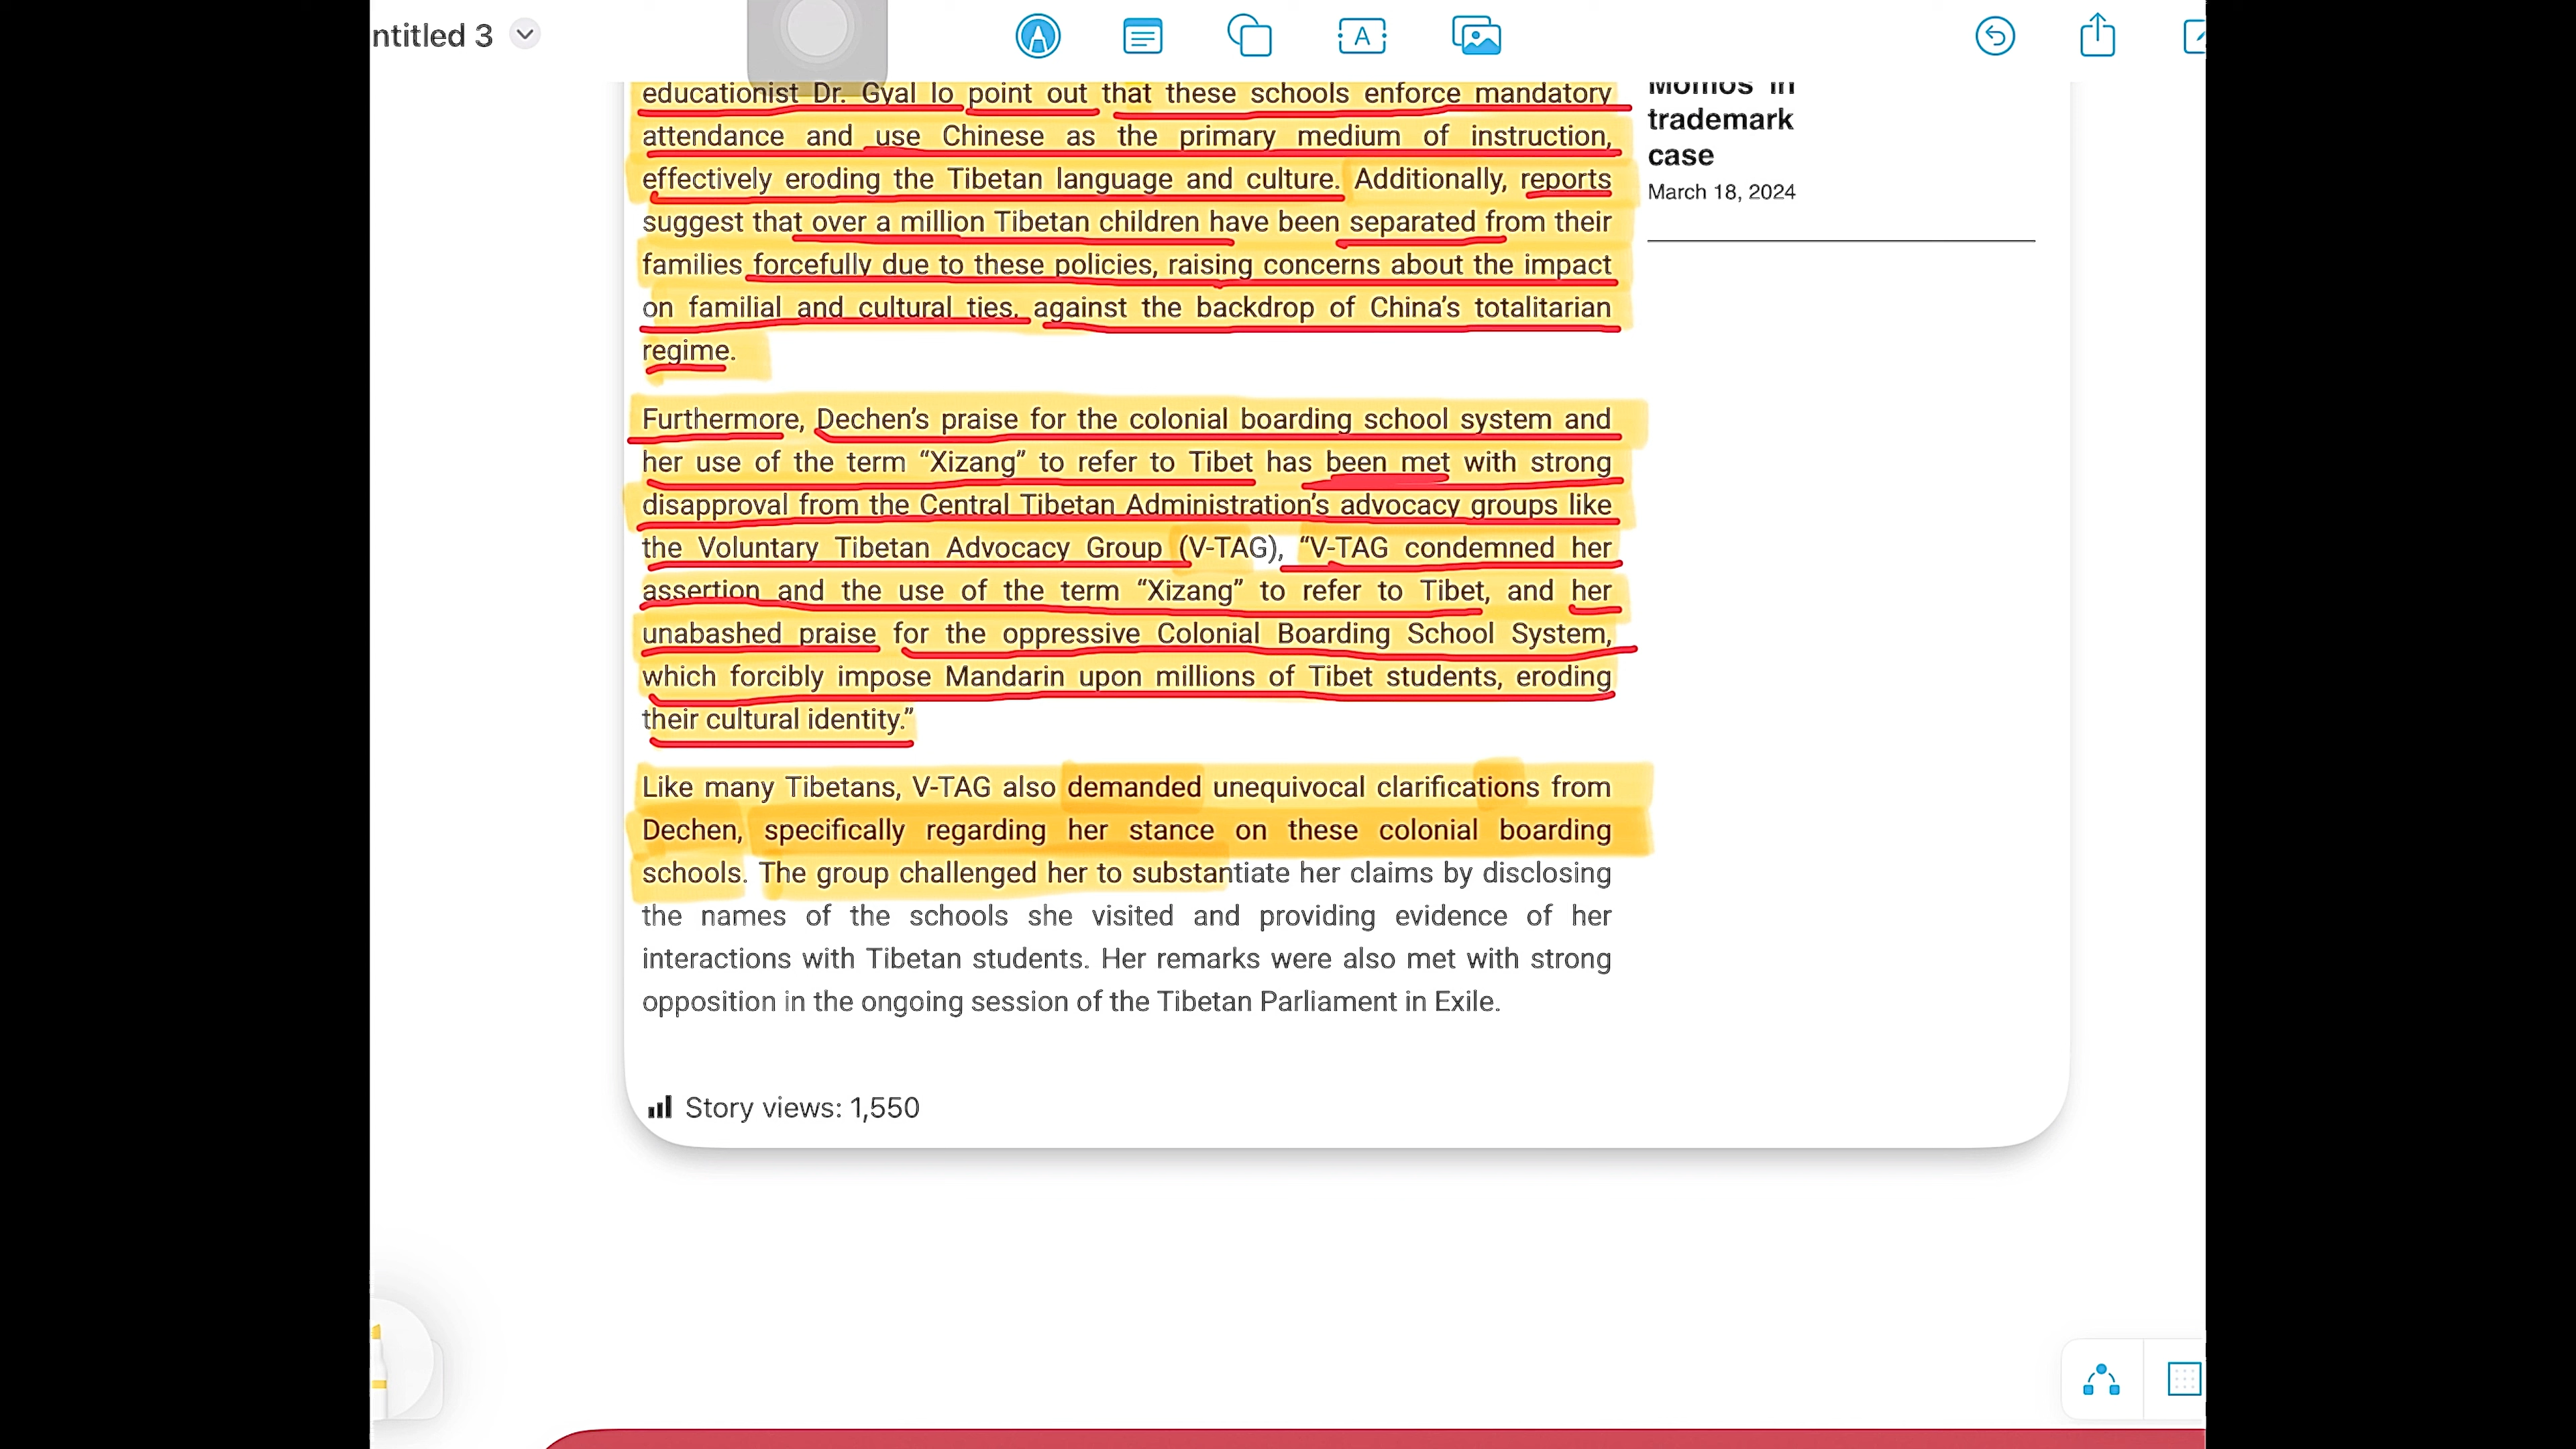 ntitled 3
educationist Dr. Gyal lo point out that these schools enforce mandatory
attendance and use Chinese as the primary medium of instruction,
effectively eroding the Tibetan language and culture. Additionally, reports
suggest that over a million Tibetan children have been separated from their
families forcefully due to these policies, raising concerns about the impact
on familial and cultural ties, against the backdrop of China’s totalitarian
regime.
Furthermore, Dechen’s praise for the colonial boarding school system and
her use of the term “Xizang” to refer to Tibet has been met with strong
disapproval from the Central Tibetan Administration’s advocacy groups like
the Voluntary Tibetan Advocacy Group (V-TAG), “V-TAG condemned her
assertion and the use of the term “Xizang” to refer to Tibet, and her
unabashed praise for the oppressive Colonial Boarding School System,
which forcibly impose Mandarin upon millions of Tibet students, eroding
their cultural identity.”
Like many Tibetans, V-TAG also demanded unequivocal clarifications from
Dechen, specifically regarding her stance on these colonial boarding
schools. The group challenged her to substantiate her claims by disclosing
the names of the schools she visited and providing evidence of her
interactions with Tibetan students. Her remarks were also met with strong
opposition in the ongoing session of the Tibetan Parliament in Exile.
Story views: 1,550
Momos in
trademark
case
March 18, 2024